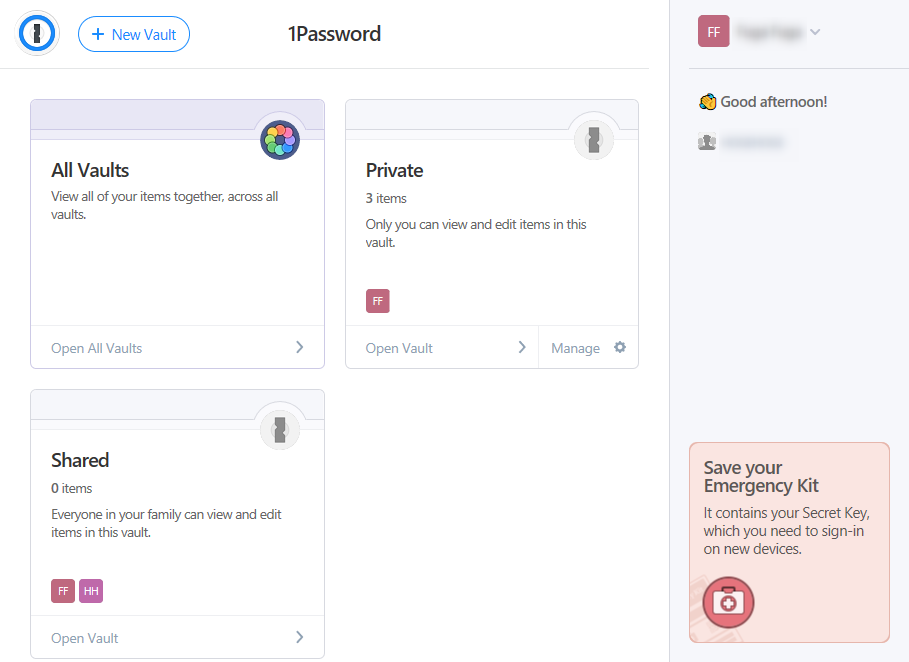 New Vault
1Password
FF
Good afternoon!
All Vaults
View all of your items together, across all
vaults.
Open All Vaults
Private
3 items
Only you can view and edit items in this
vault.
FF
Open Vault
Manage
Shared
0 items
Everyone in your family can view and edit
items in this vault.
FF HH
Open Vault
Save your
Emergency Kit
It contains your Secret Key,
which you need to sign-in
on new devices.